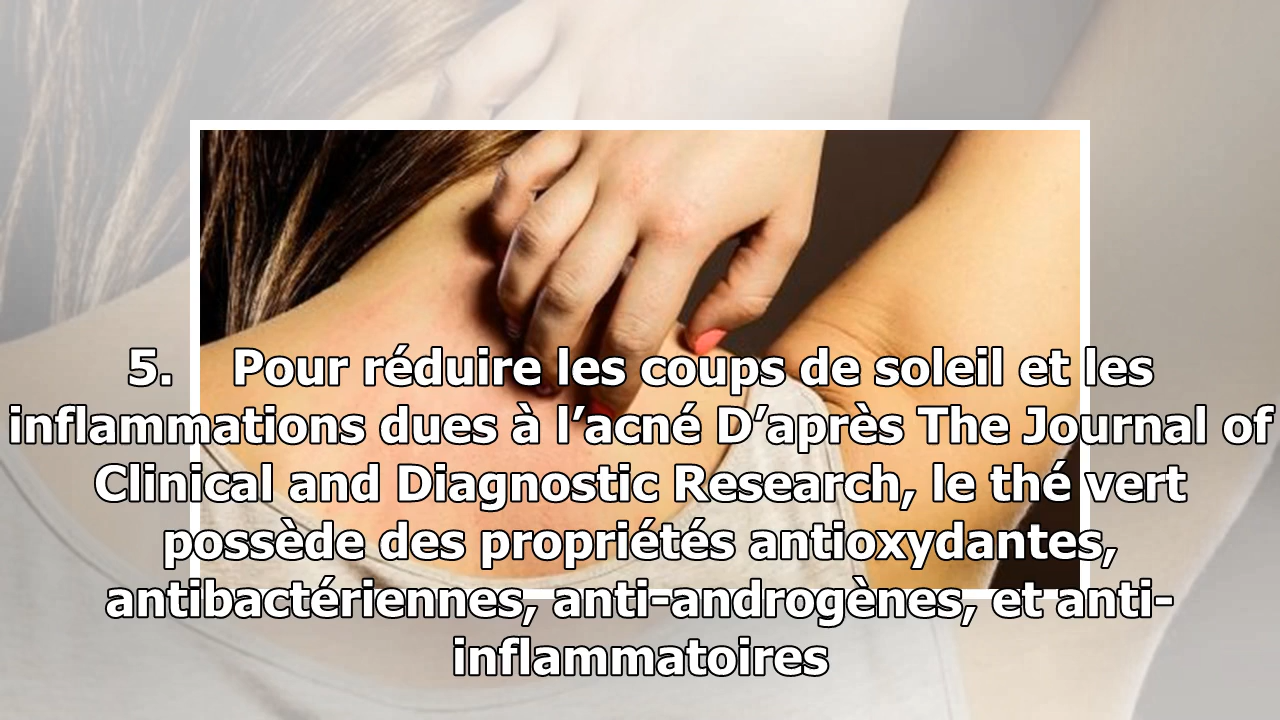 5. Pour réduire les coups de soleil et les
inflammations dues à l’acné D’après The Journal of
Clinical and Diagnostic Research, le thé vert
possède des propriétés antioxydantes,
antibactériennes, anti-androgènes, et anti-
inflammatoires